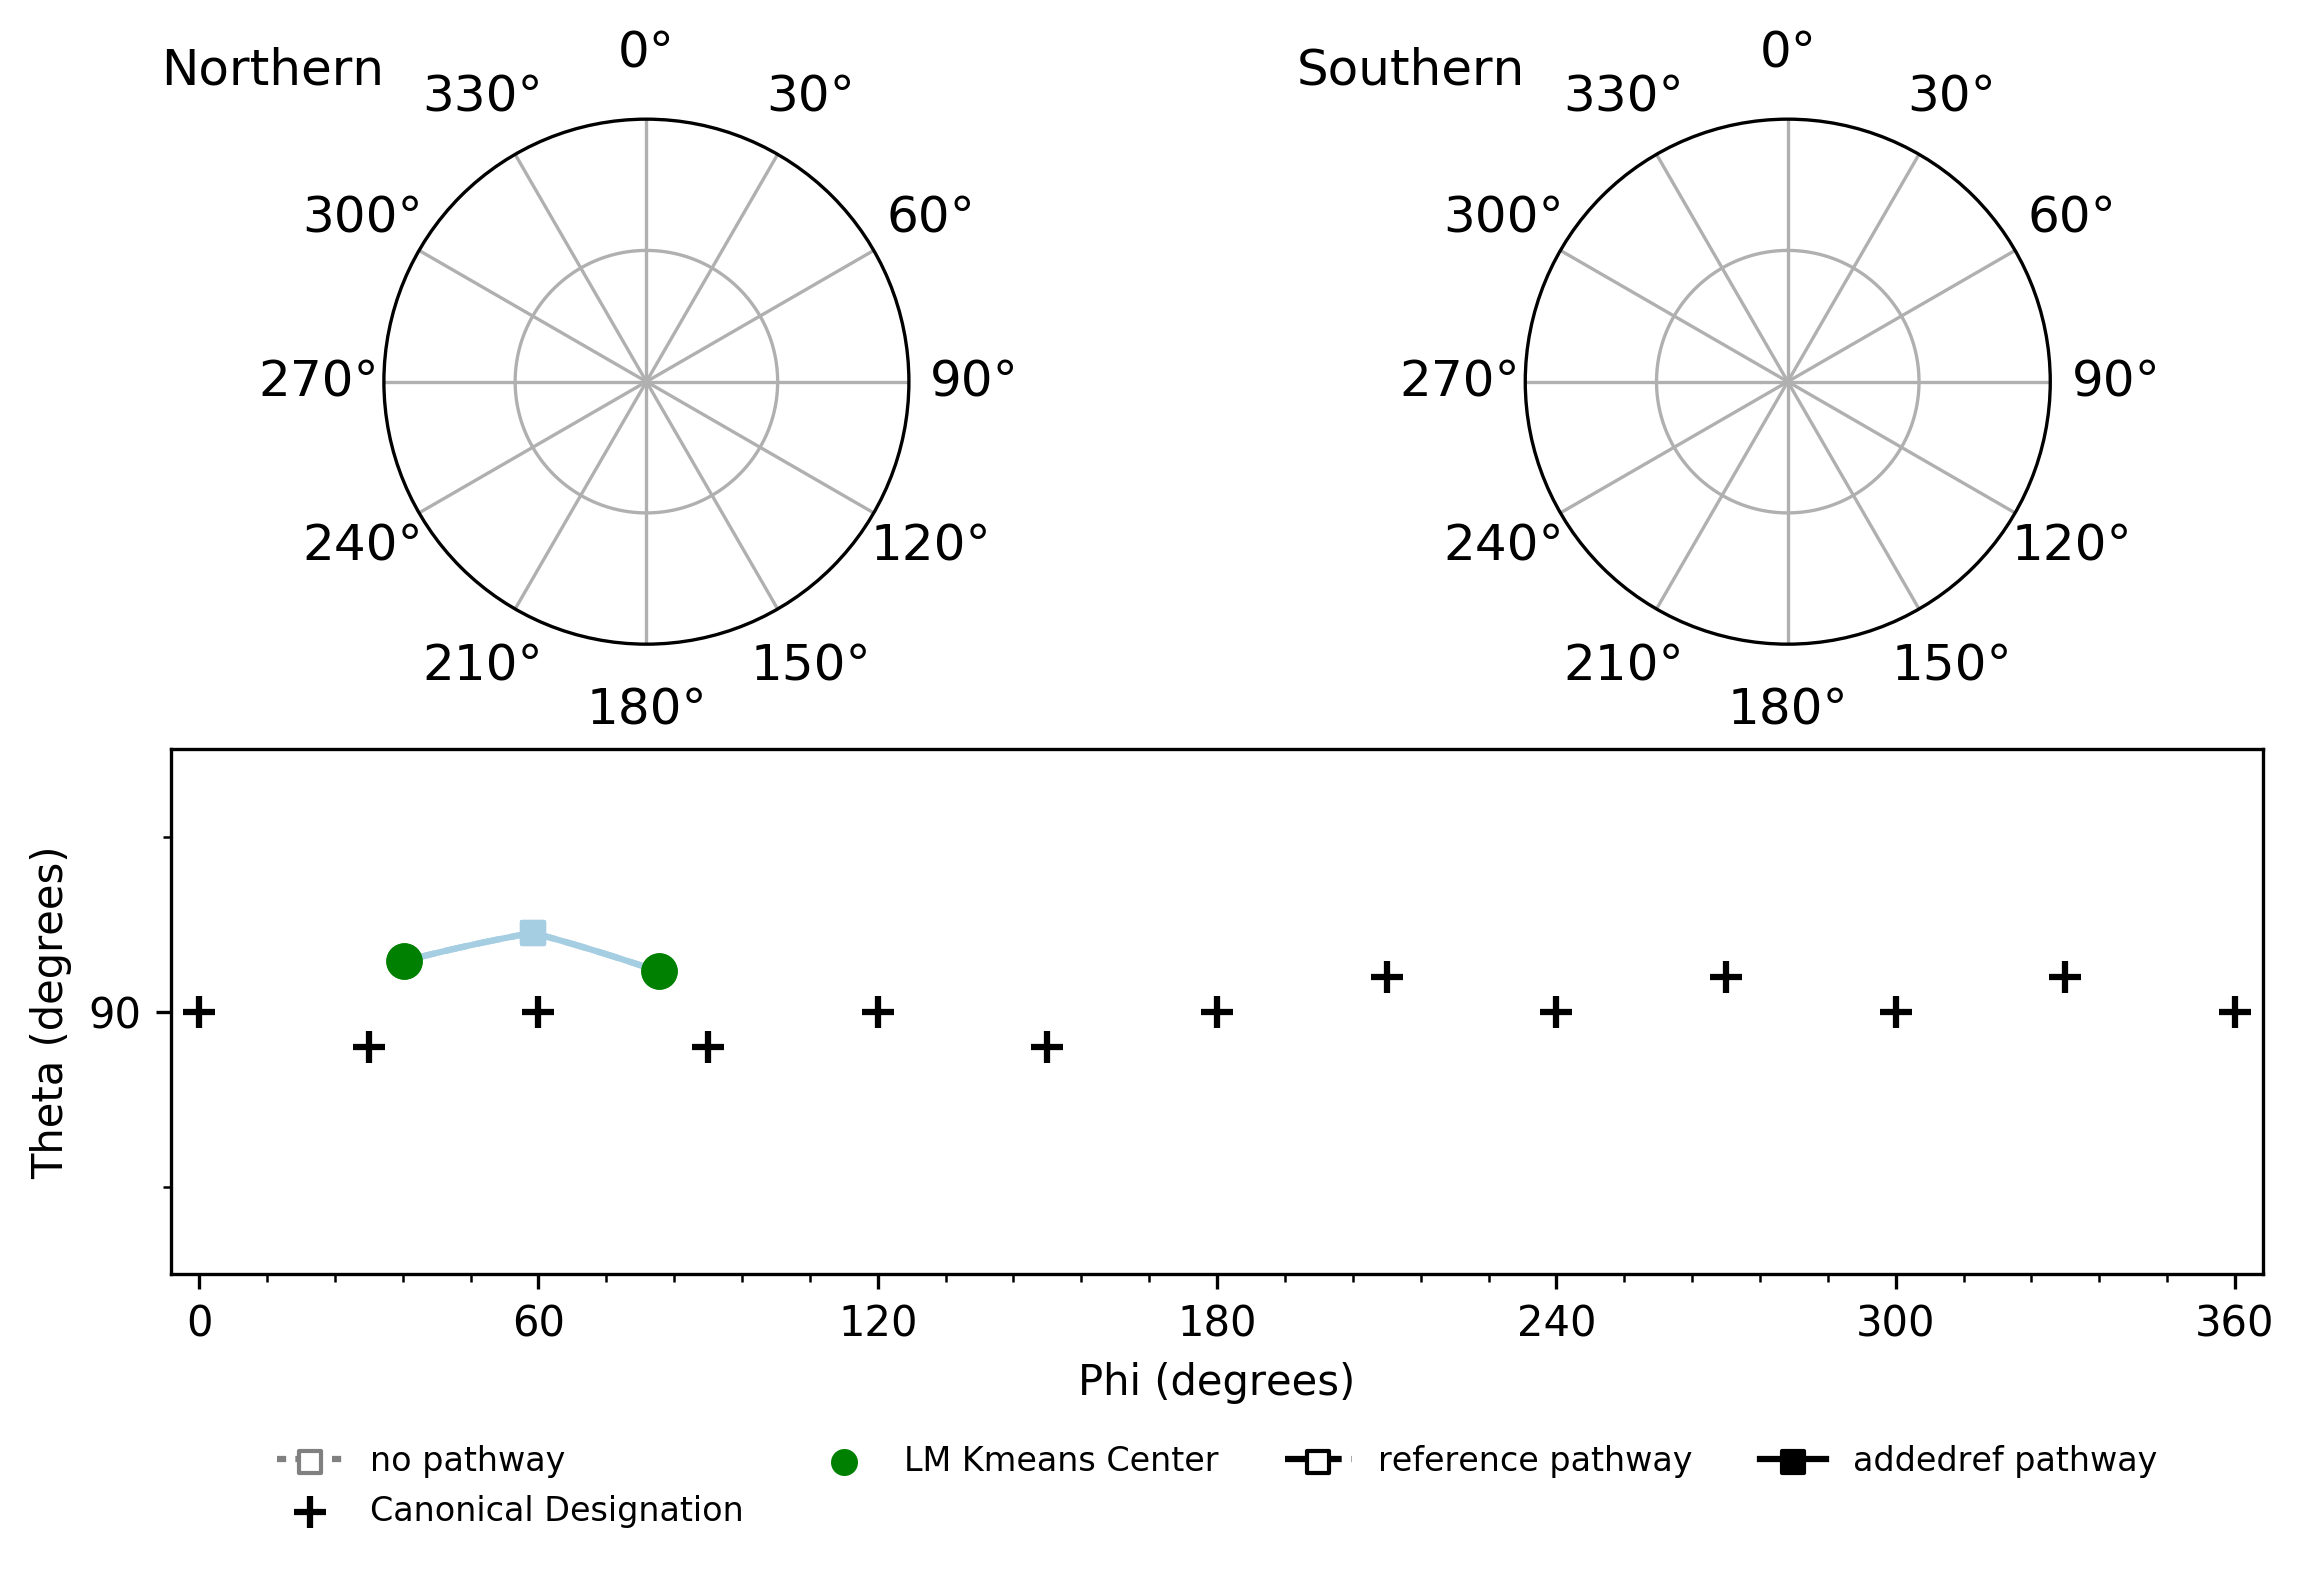 Northern
0°
330°
30°
300°
60°
270°
90°
240°
120°
210°
150°
180°
Southern
0°
330°
30°
300°
60°
270°
90°
240°
120°
210°
150°
180°
Theta (degrees)
90
0 60 120 180 240 300 360
Phi (degrees)
no pathway
Canonical Designation
LM Kmeans Center
reference pathway
addedref pathway